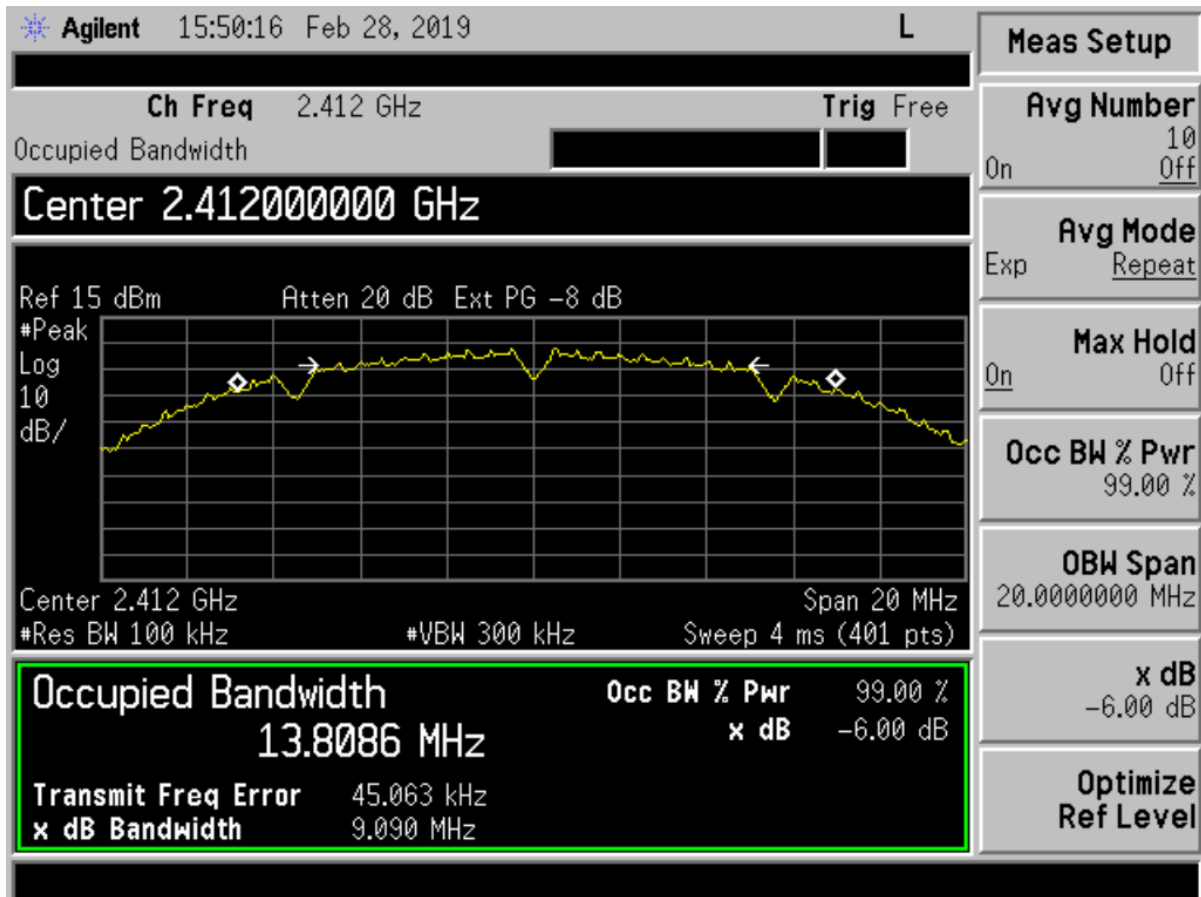 Agilent 15:50:16 Feb 28, 2019 L
Ch Freq 2.412 GHz Trig Free
Occupied Bandwidth
Center 2.412000000 GHz
Ref 15 dBm Atten 20 dB Ext PG -8 dB
#Peak
Log
10
dB/
Center 2.412 GHz Span 20 MHz
#Res BW 100 kHz #VBW 300 kHz Sweep 4 ms (401 pts)
Occupied Bandwidth Occ BW % Pwr 99.00 %
13.8086 MHz x dB -6.00 dB
Transmit Freq Error 45.063 kHz
x dB Bandwidth 9.090 MHz
Meas Setup
Avg Number
10
On Off
Avg Mode
Exp Repeat
Max Hold
On Off
Occ BW % Pwr
99.00 %
OBW Span
20.0000000 MHz
x dB
-6.00 dB
Optimize
Ref Level